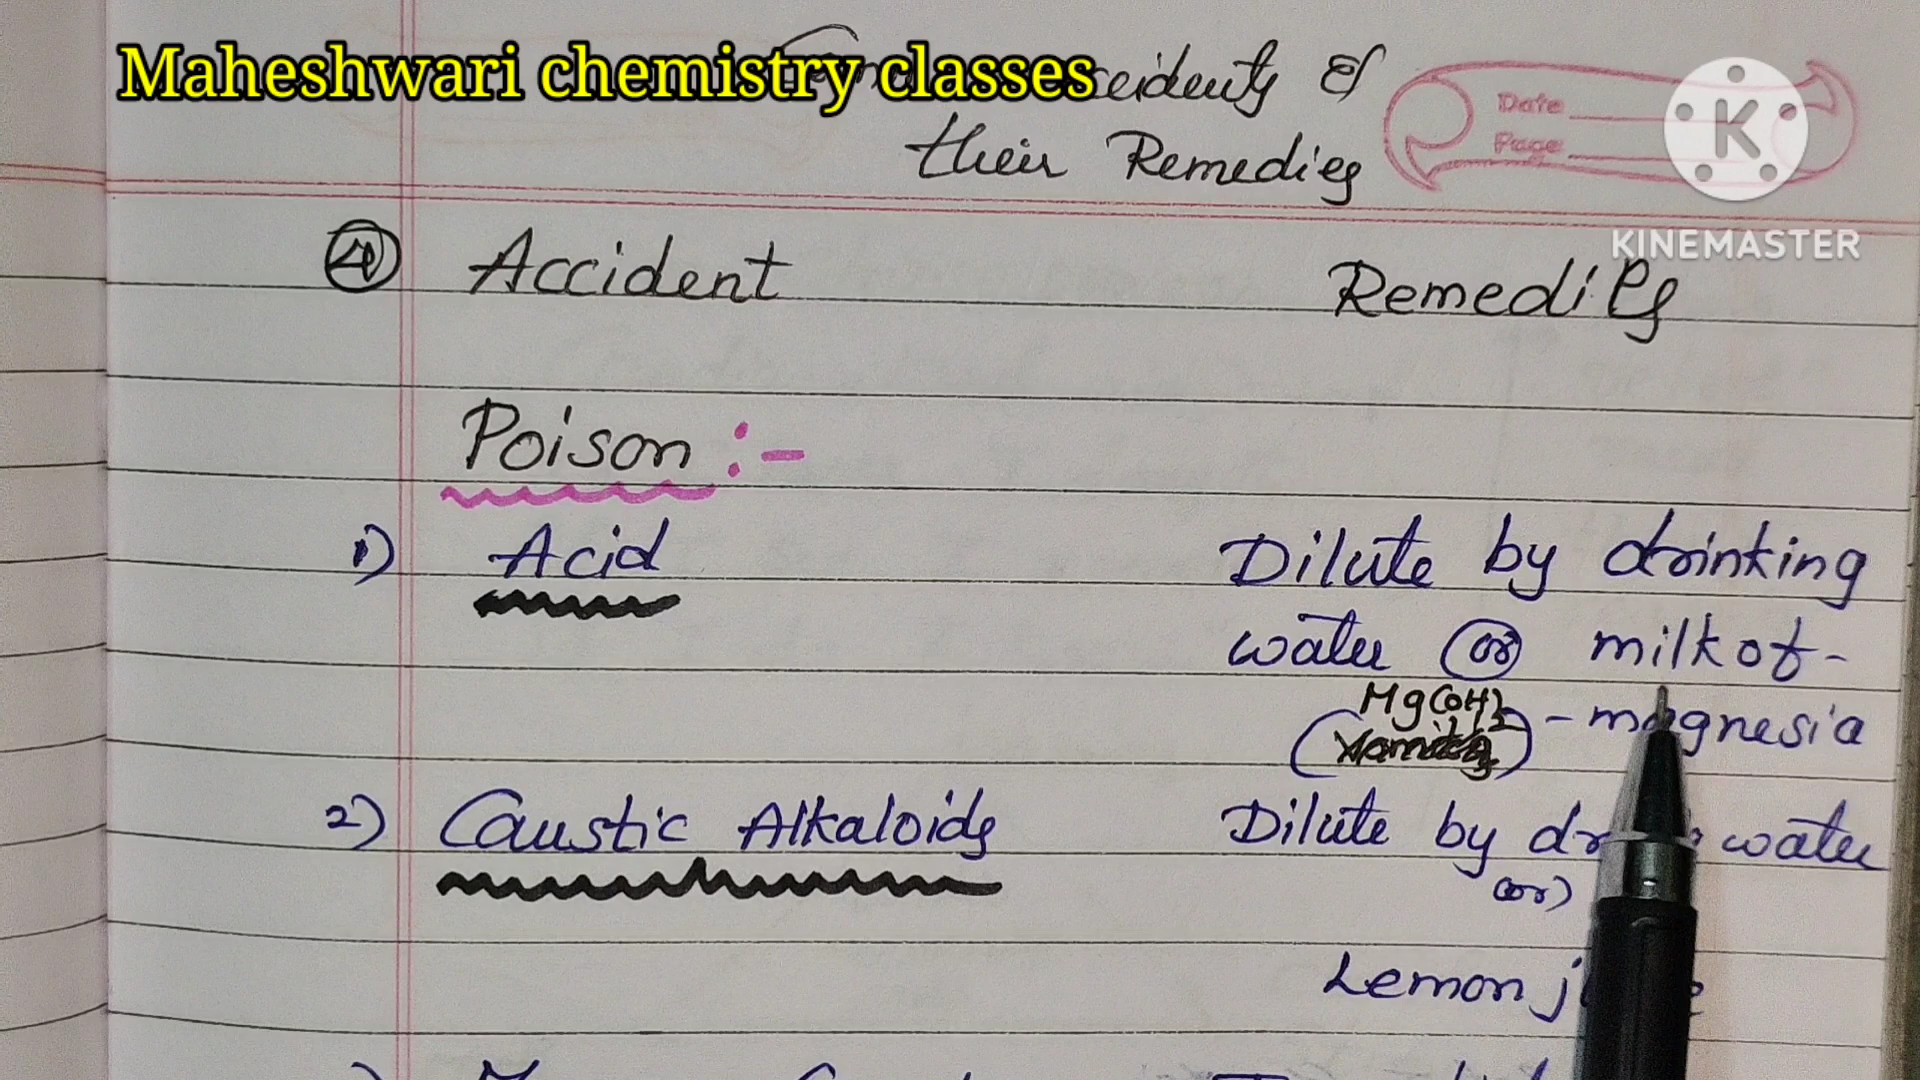 Maheshwari chemistry classes
&
their Remedies
Date
Page
K
KINEMASTER
4 Accident Remedies
Poison :-
1) Acid Dilute by drinking
water (or) milk of-
Mg(OH)2 - magnesia
2) Caustic Alkaloids Dilute by water
(or)
Lemon